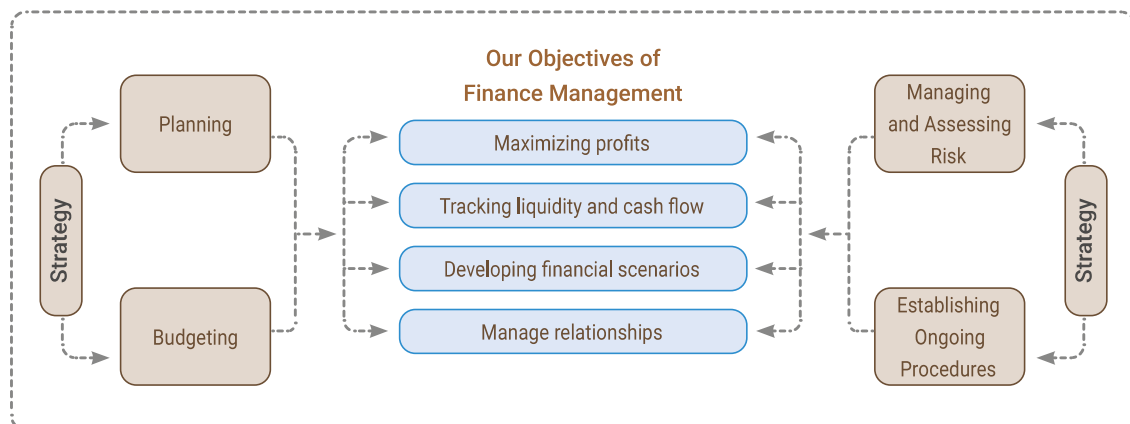 Our Objectives of
Finance Management
Strategy
Planning
Budgeting
Maximizing profits
Tracking liquidity and cash flow
Developing financial scenarios
Manage relationships
Managing
and Assessing
Risk
Establishing
Ongoing
Procedures
Strategy